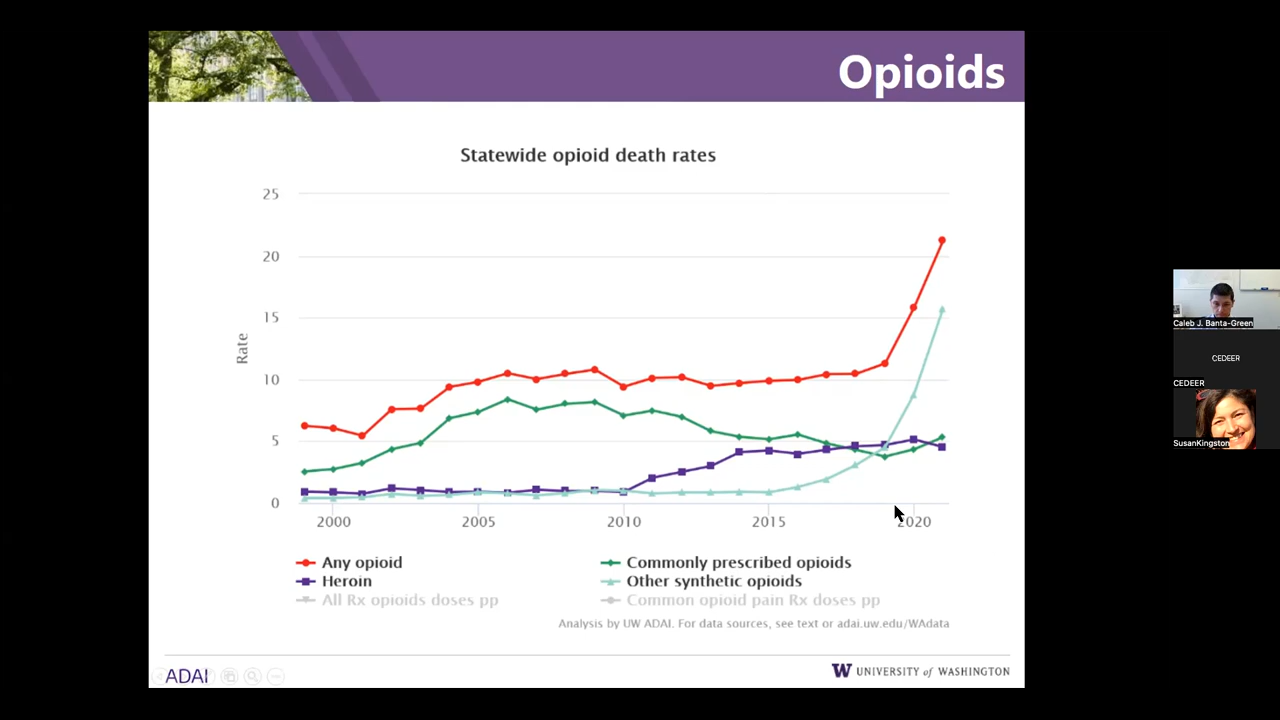 Opioids
Statewide opioid death rates
25
20
15
10
5
0
Rate
2000 2005 2010 2015 2020
Any opioid Commonly prescribed opioids
Heroin Other synthetic opioids
All Rx opioids doses pp Common opioid pain Rx doses pp
Analysis by UW ADAI. For data sources, see text or adai.uw.edu/WAdata
ADAI
W UNIVERSITY of WASHINGTON
Caleb J. Banta-Green
CEDEER
CEDEER
SusanKingston